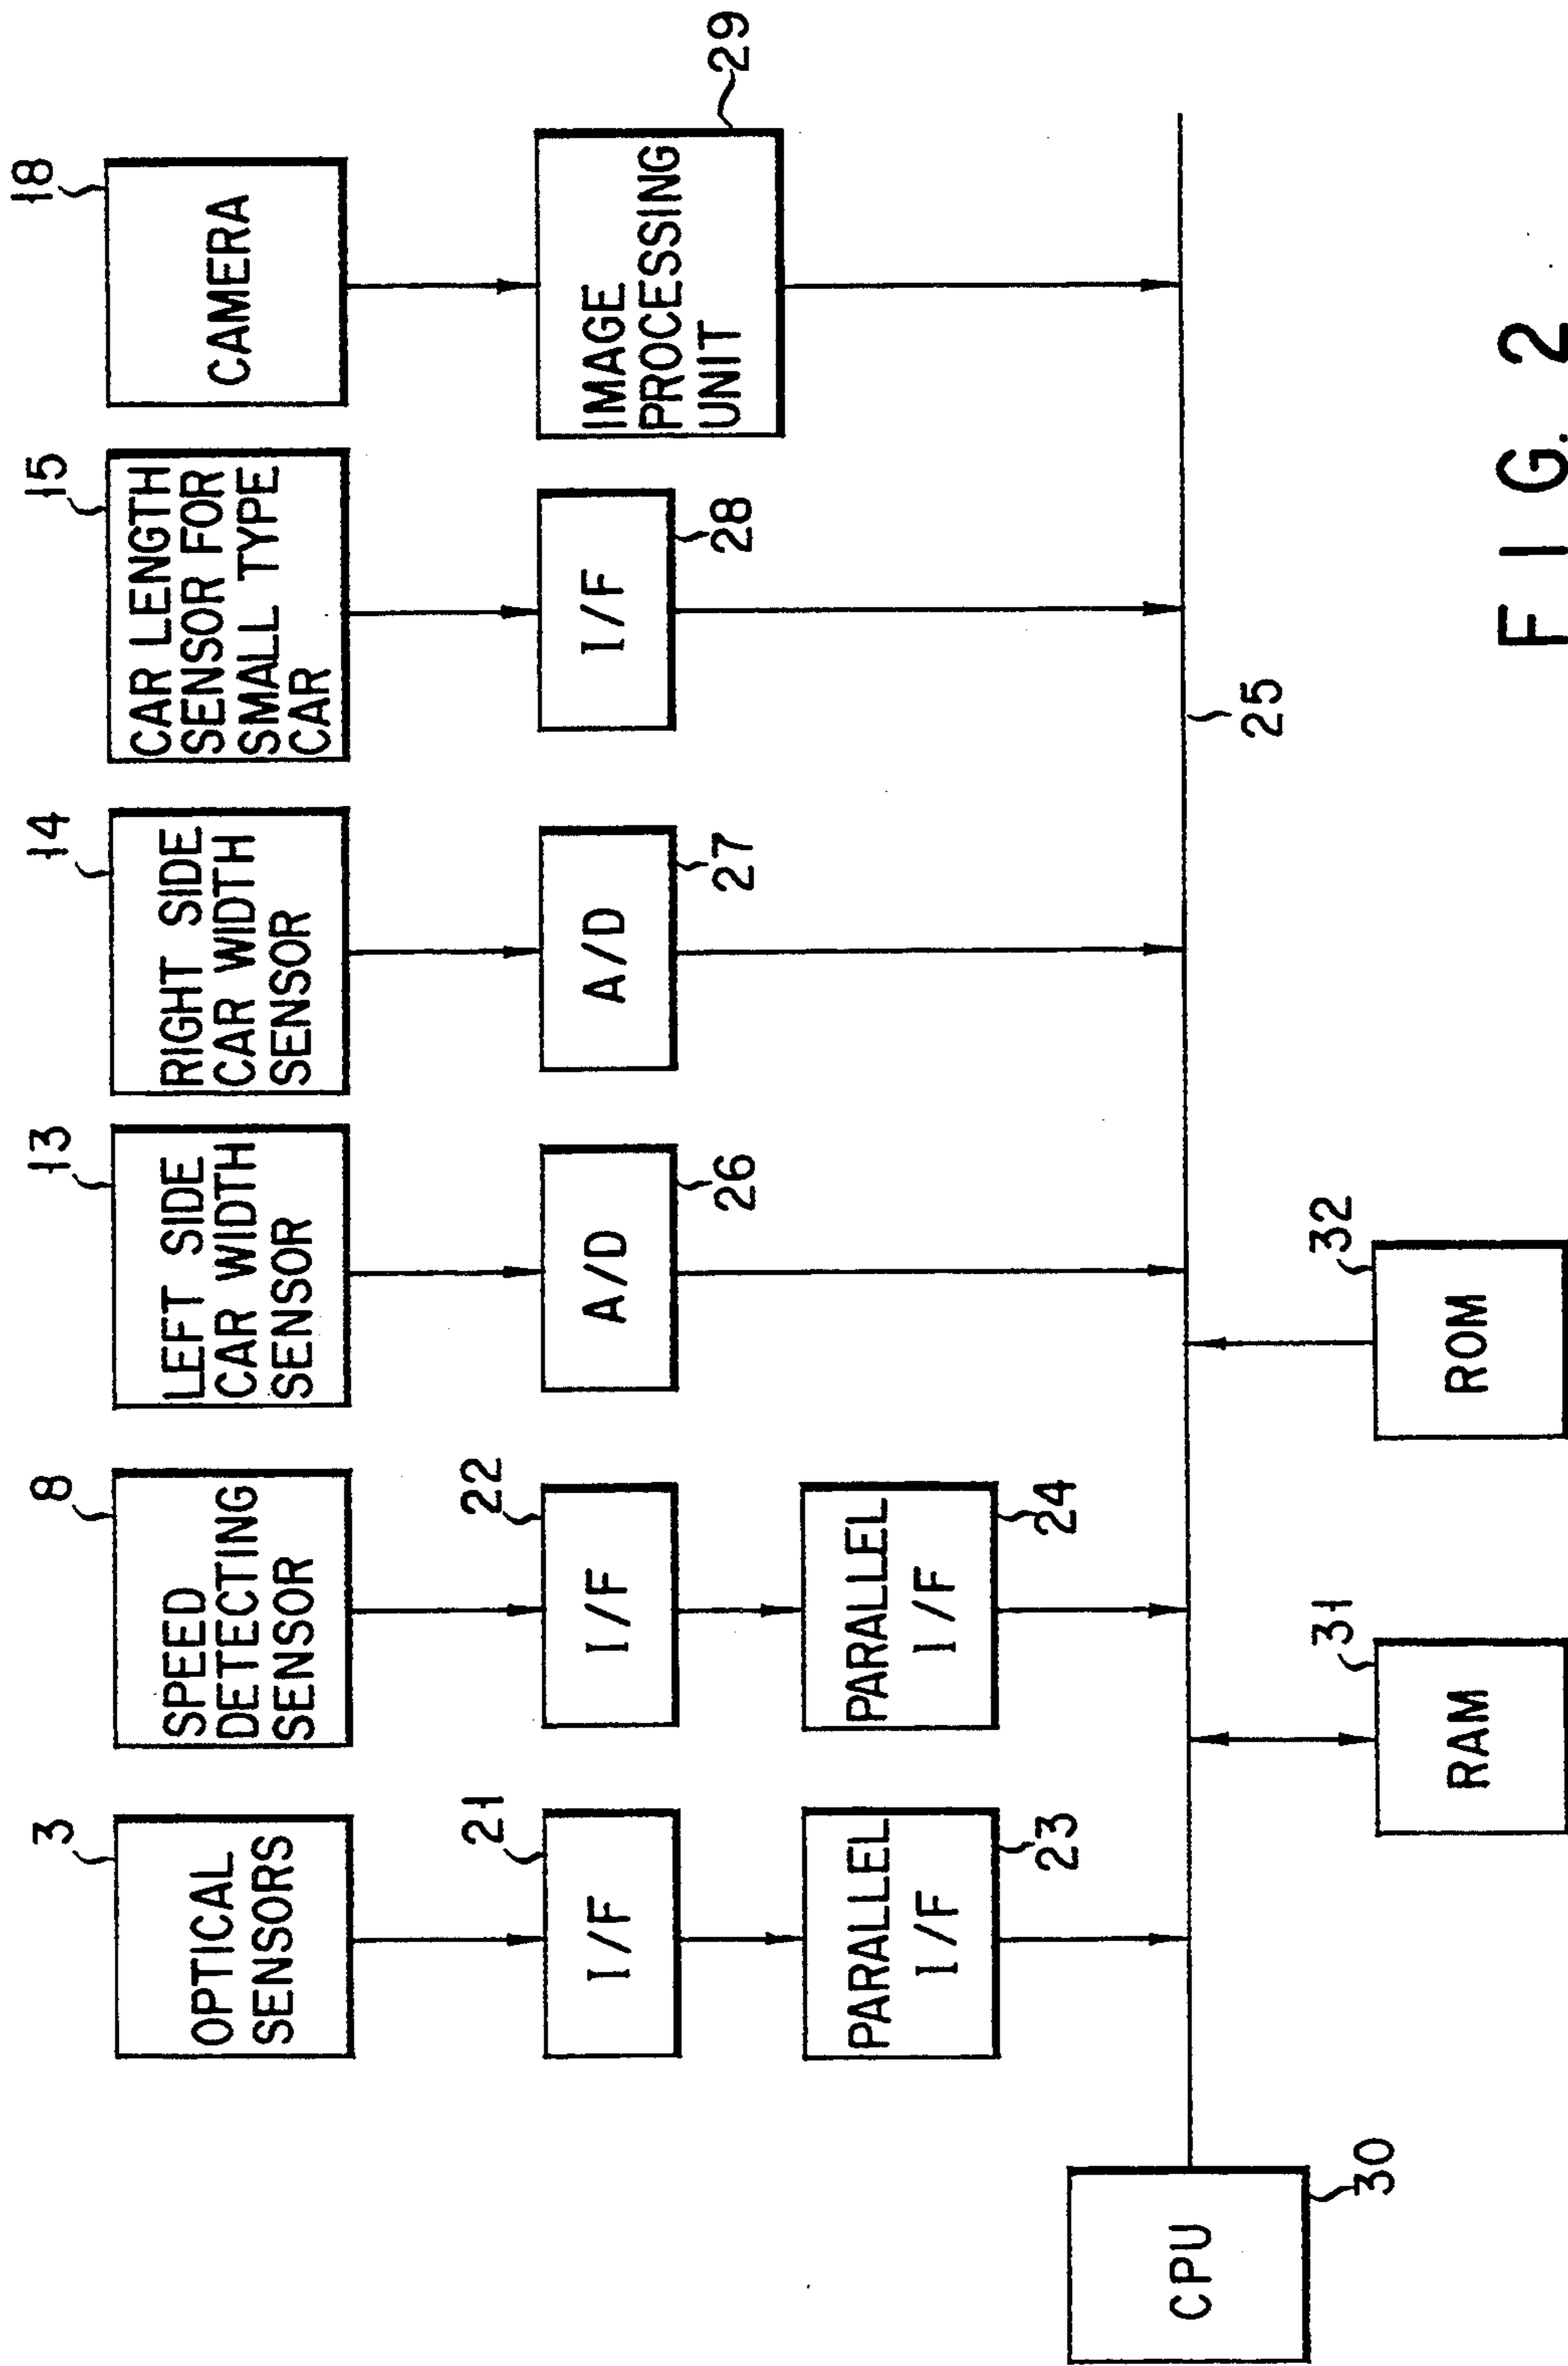 3
OPTICAL
SENSORS
8
SPEED
DETECTING
SENSOR
13
LEFT SIDE
CAR WIDTH
SENSOR
14
RIGHT SIDE
CAR WIDTH
SENSOR
15
CAR LENGTH
SENSOR FOR
SMALL TYPE
CAR
18
CAMERA
21
I/F
22
I/F
A/D
26
A/D
27
I/F
28
IMAGE
PROCESSING
UNIT
29
PARALLEL
I/F
23
PARALLEL
I/F
24
CPU
30
25
RAM
31
ROM
32
FIG. 2